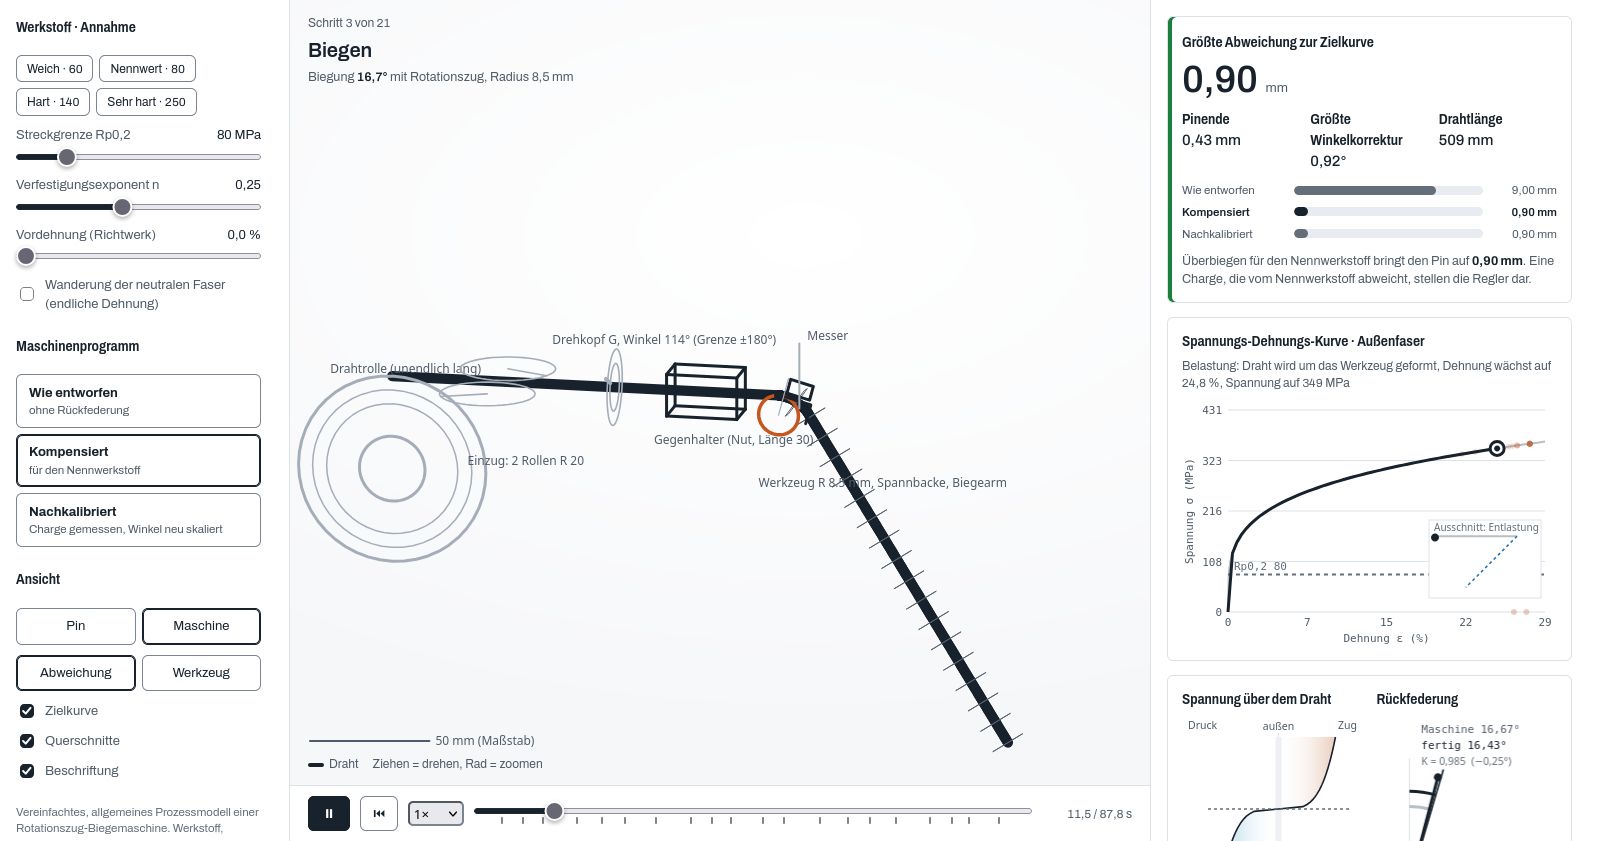 Werkstoff · Annahme
Weich · 60
Nennwert · 80
Hart · 140
Sehr hart · 250
Streckgrenze Rp0,2
80 MPa
Verfestigungsexponent n
0,25
Vordehnung (Richtwerk)
0,0 %
Wanderung der neutralen Faser
(endliche Dehnung)
Maschinenprogramm
Wie entworfen
ohne Rückfederung
Kompensiert
für den Nennwerkstoff
Nachkalibriert
Charge gemessen, Winkel neu skaliert
Ansicht
Pin
Maschine
Abweichung
Werkzeug
Zielkurve
Querschnitte
Beschriftung
Vereinfachtes, allgemeines Prozessmodell einer
Rotationszug-Biegemaschine. Werkstoff,
Schritt 3 von 21
Biegen
Biegung 16,7° mit Rotationszug, Radius 8,5 mm
Drehkopf G, Winkel 114° (Grenze ±180°)
Messer
Drahtrolle (unendlich lang)
Gegenhalter (Nut, Länge 30)
Einzug: 2 Rollen R 20
Werkzeug R 8,5 mm, Spannbacke, Biegearm
50 mm (Maßstab)
Draht
Ziehen = drehen, Rad = zoomen
1×
11,5 / 87,8 s
Größte Abweichung zur Zielkurve
0,90 mm
Pinende
0,43 mm
Größte
Winkelkorrektur
0,92°
Drahtlänge
509 mm
Wie entworfen
9,00 mm
Kompensiert
0,90 mm
Nachkalibriert
0,90 mm
Überbiegen für den Nennwerkstoff bringt den Pin auf 0,90 mm. Eine
Charge, die vom Nennwerkstoff abweicht, stellen die Regler dar.
Spannungs-Dehnungs-Kurve · Außenfaser
Belastung: Draht wird um das Werkzeug geformt, Dehnung wächst auf
24,8 %, Spannung auf 349 MPa
431
323
216
108
0
Spannung σ (MPa)
Rp0,2 80
Ausschnitt: Entlastung
0
7
15
22
29
Dehnung ε (%)
Spannung über dem Draht
Rückfederung
Druck
außen
Zug
Maschine 16,67°
fertig 16,43°
K = 0,985 (−0,25°)